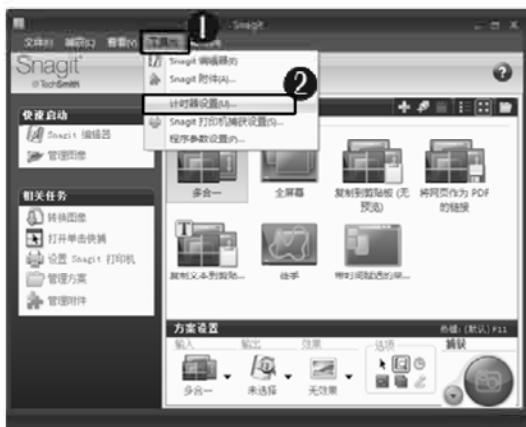 Snagit
文件(F) 捕获(C) 查看(V) 工具(T)
❶
Snagit
® TechSmith
Snagit 编辑器(E)
Snagit 附件(A)...
计时器设置(U)...
❷
Snagit 打印机捕获设置(S)...
程序参数设置(P)...
快速启动
Snagit 编辑器
管理图像
相关任务
转换图像
打开单击快捕
设置 Snagit 打印机
管理方案
管理附件
多合一
全屏幕
复制到剪贴板 (无预览)
将网页作为 PDF 的链接
复制文本到剪贴...
徒手
带时间延迟的菜...
方案设置
热键: (默认) F11
输入
输出
效果
选项
捕获
多合一
未选择
无效果